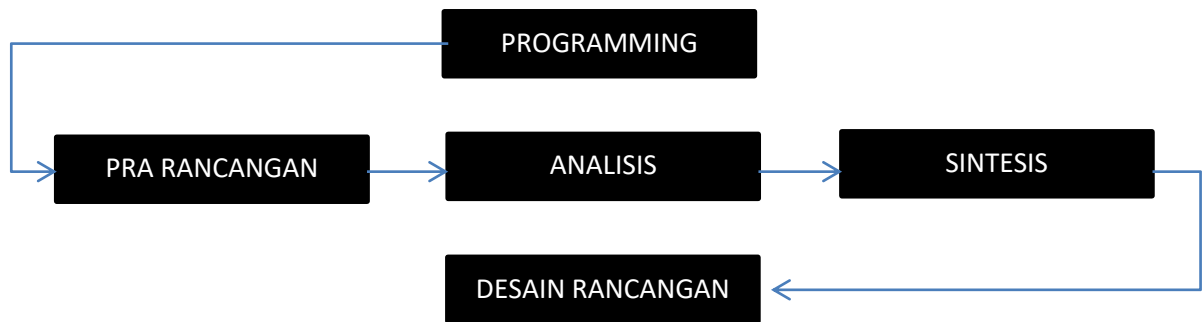 PROGRAMMING
PRA RANCANGAN
ANALISIS
SINTESIS
DESAIN RANCANGAN